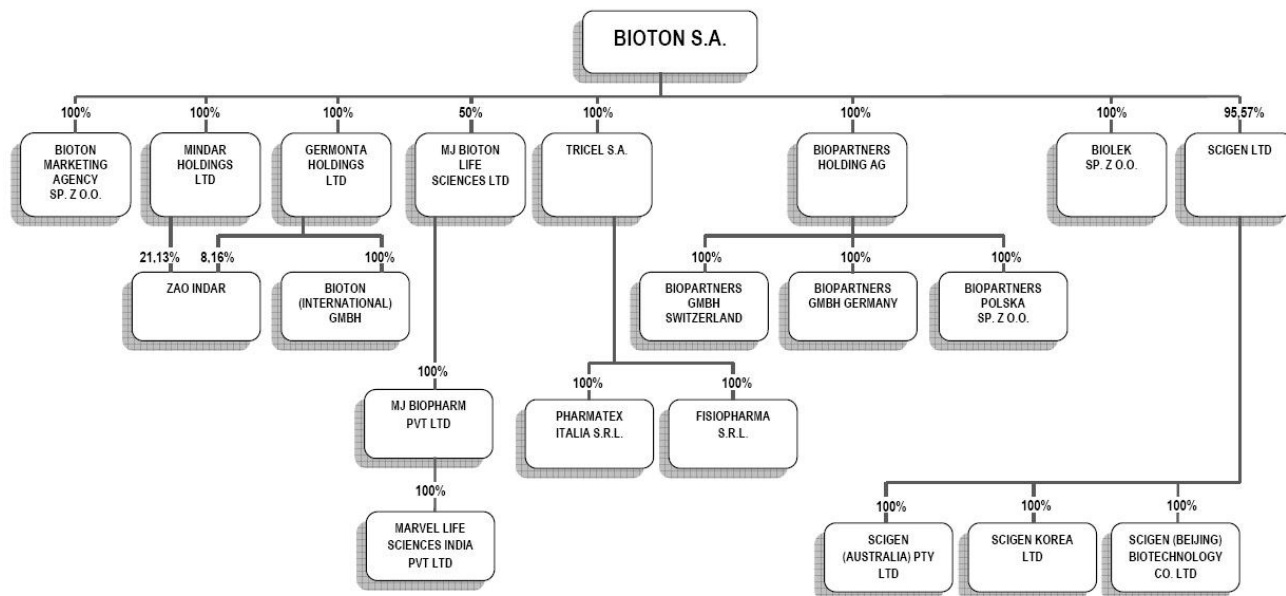 BIOTON S.A.
100%
100%
100%
50%
100%
100%
100%
95,57%
BIOTON
MARKETING
AGENCY
SP. Z O.O.
MINDAR
HOLDINGS
LTD
GERMONTA
HOLDINGS
LTD
MJ BIOTON
LIFE
SCIENCES LTD
TRICEL S.A.
BIOPARTNERS
HOLDING AG
BIOLEK
SP. Z O.O.
SCIGEN LTD
21,13%
8,16%
100%
100%
100%
100%
ZAO INDAR
BIOTON
(INTERNATIONAL)
GMBH
BIOPARTNERS
GMBH
SWITZERLAND
BIOPARTNERS
GMBH GERMANY
BIOPARTNERS
POLSKA
SP. Z O.O.
100%
100%
100%
MJ BIOPHARM
PVT LTD
PHARMATEX
ITALIA S.R.L.
FISIOPHARMA
S.R.L.
100%
MARVEL LIFE
SCIENCES INDIA
PVT LTD
100%
100%
100%
SCIGEN
(AUSTRALIA) PTY
LTD
SCIGEN KOREA
LTD
SCIGEN (BEIJING)
BIOTECHNOLOGY
CO. LTD